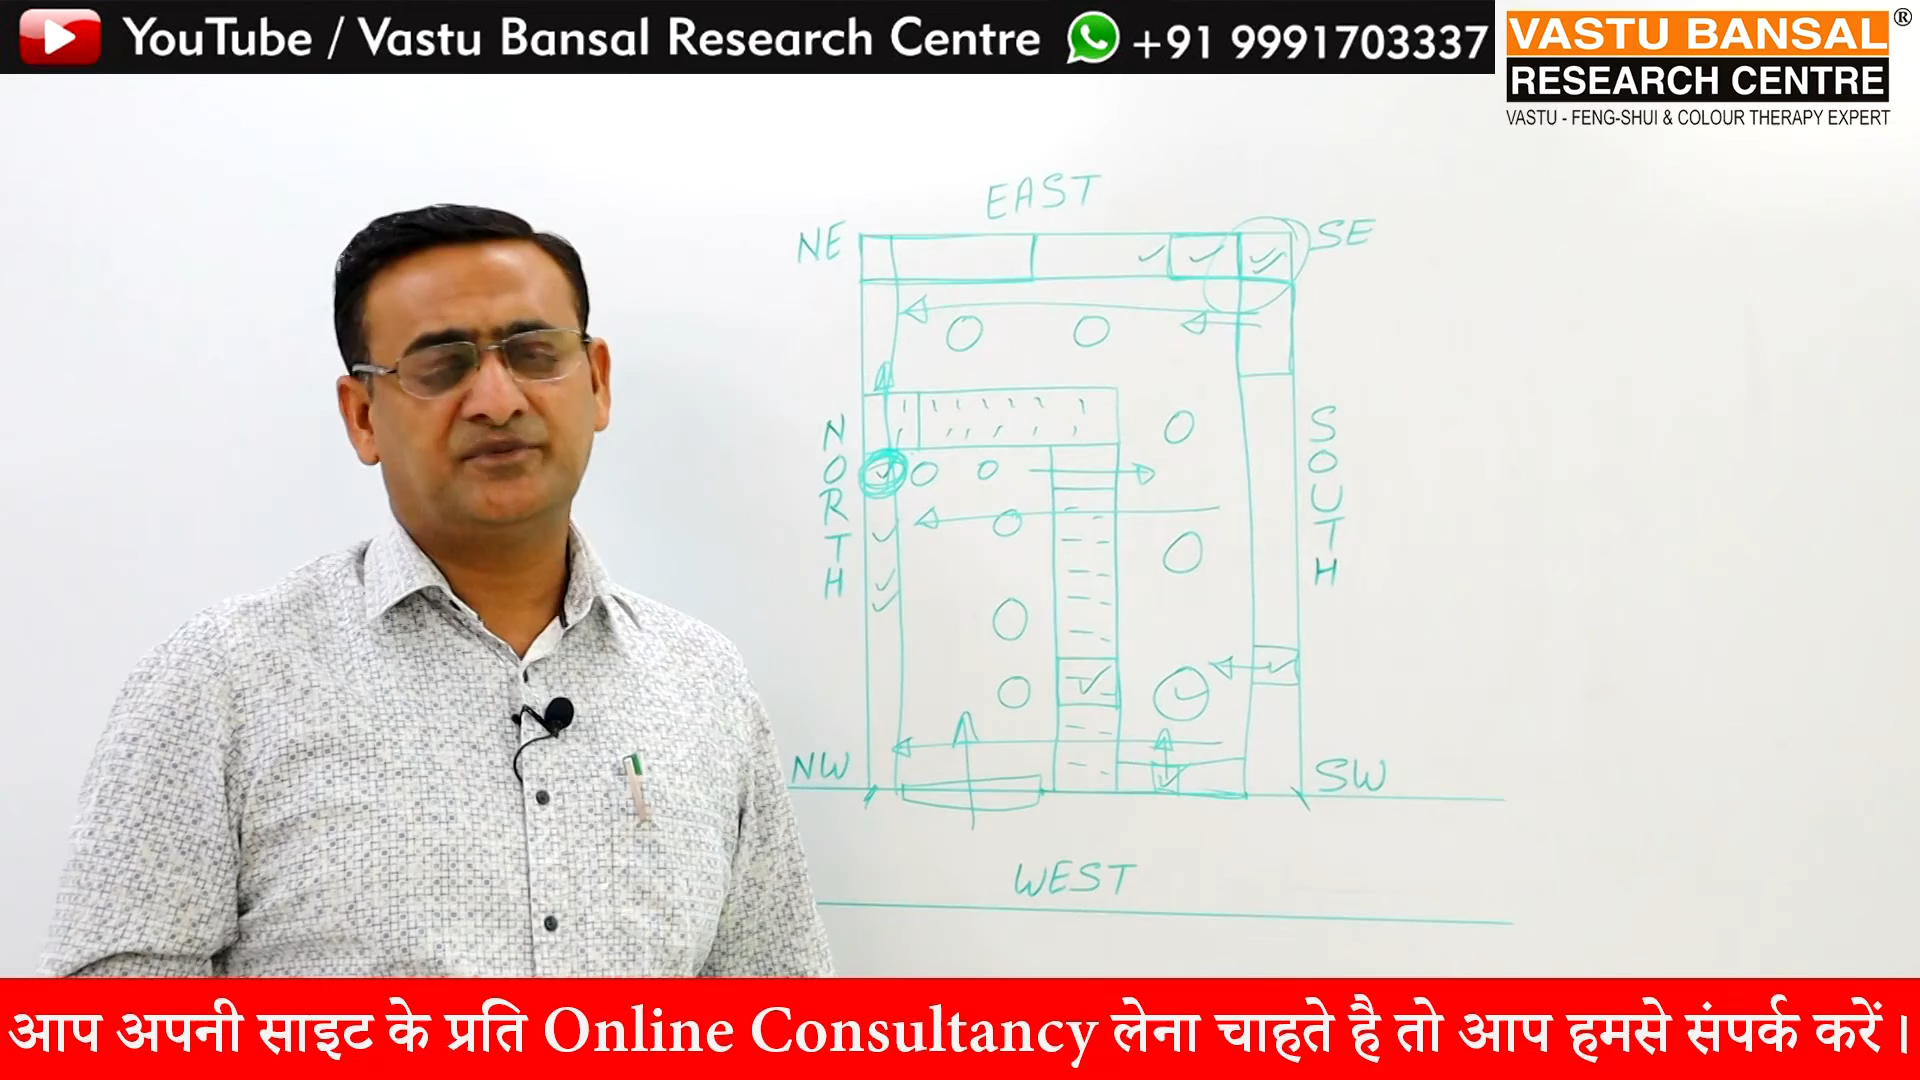 YouTube / Vastu Bansal Research Centre +91 9991703337
VASTU BANSAL®
RESEARCH CENTRE
VASTU - FENG-SHUI & COLOUR THERAPY EXPERT
EAST
NE
SE
NORTH
SOUTH
NW
SW
WEST
आप अपनी साइट के प्रति Online Consultancy लेना चाहते है तो आप हमसे संपर्क करें।